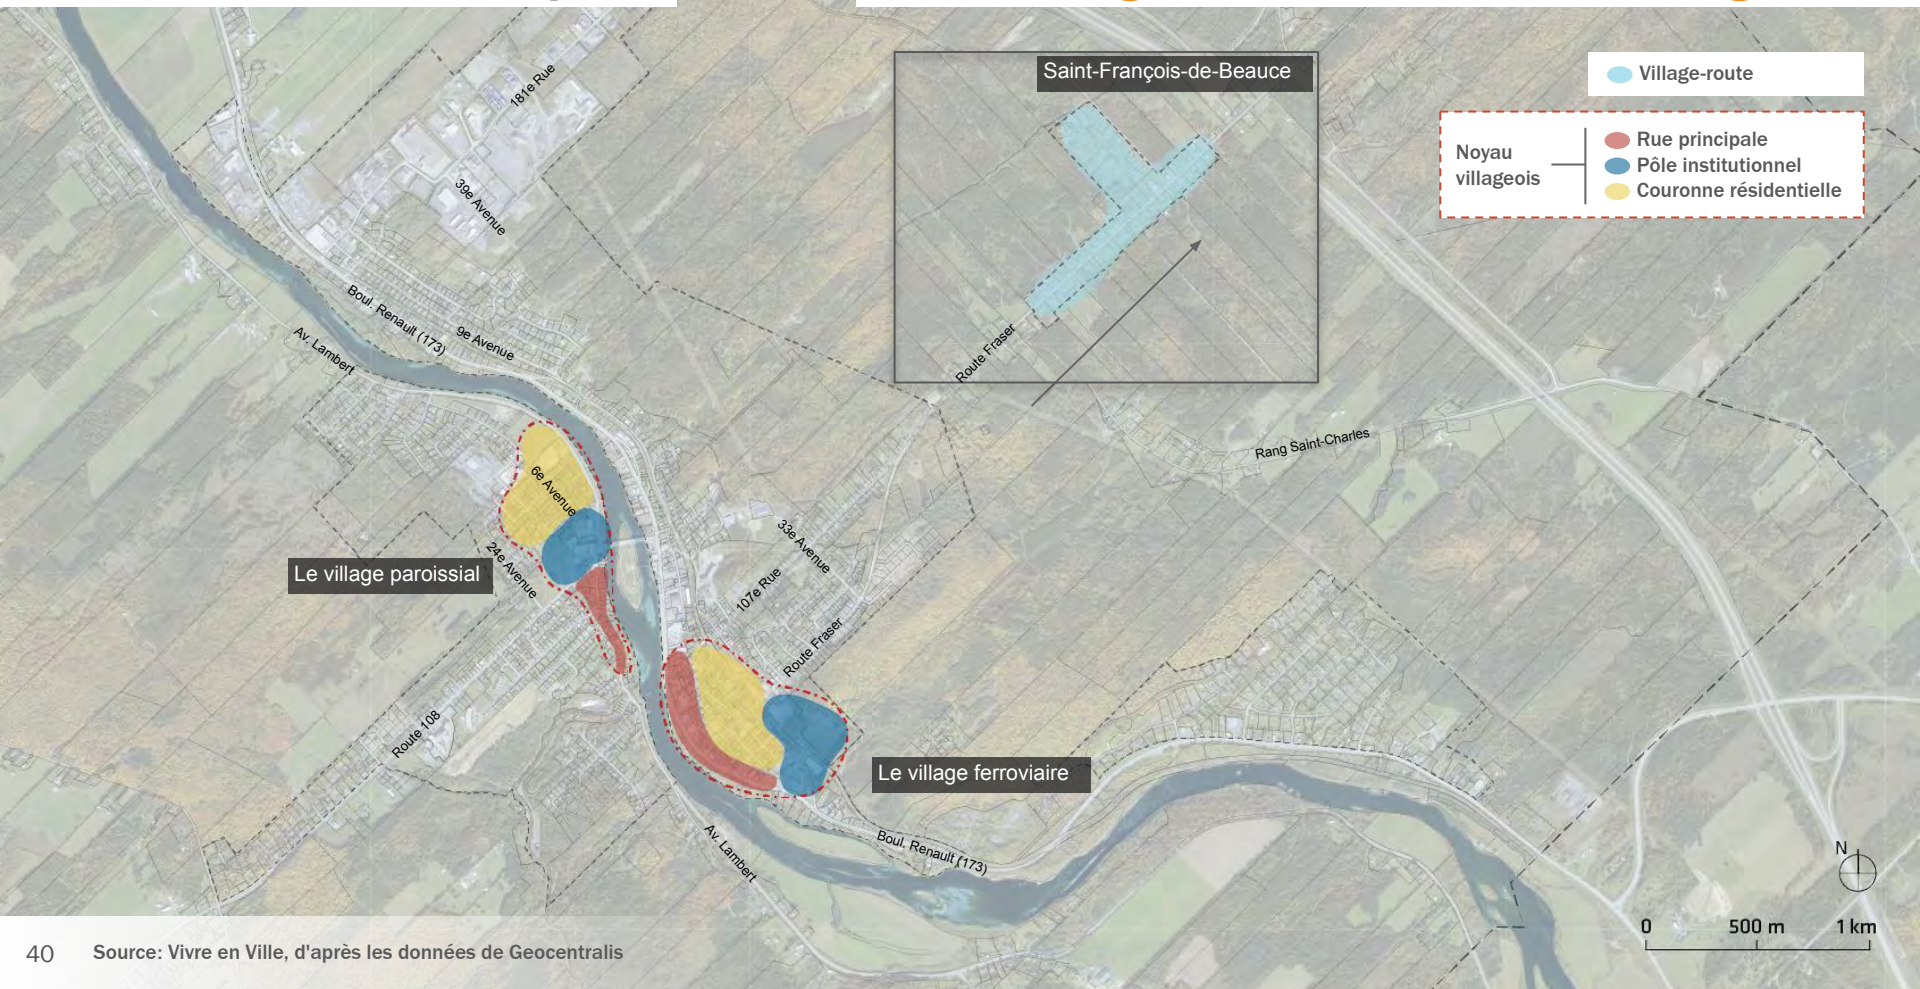 Saint-François-de-Beauce
Village-route
Noyau
villageois
Rue principale
Pôle institutionnel
Couronne résidentielle
181e Rue
39e Avenue
Boul. Renault (173)
9e Avenue
Av. Lambert
Route Fraser
Rang Saint-Charles
6e Avenue
24e Avenue
33e Avenue
107e Rue
Route Fraser
Le village paroissial
Route 108
Le village ferroviaire
Boul. Renault (173)
Av. Lambert
N
0 500 m 1 km
40 Source: Vivre en Ville, d'après les données de Geocentralis